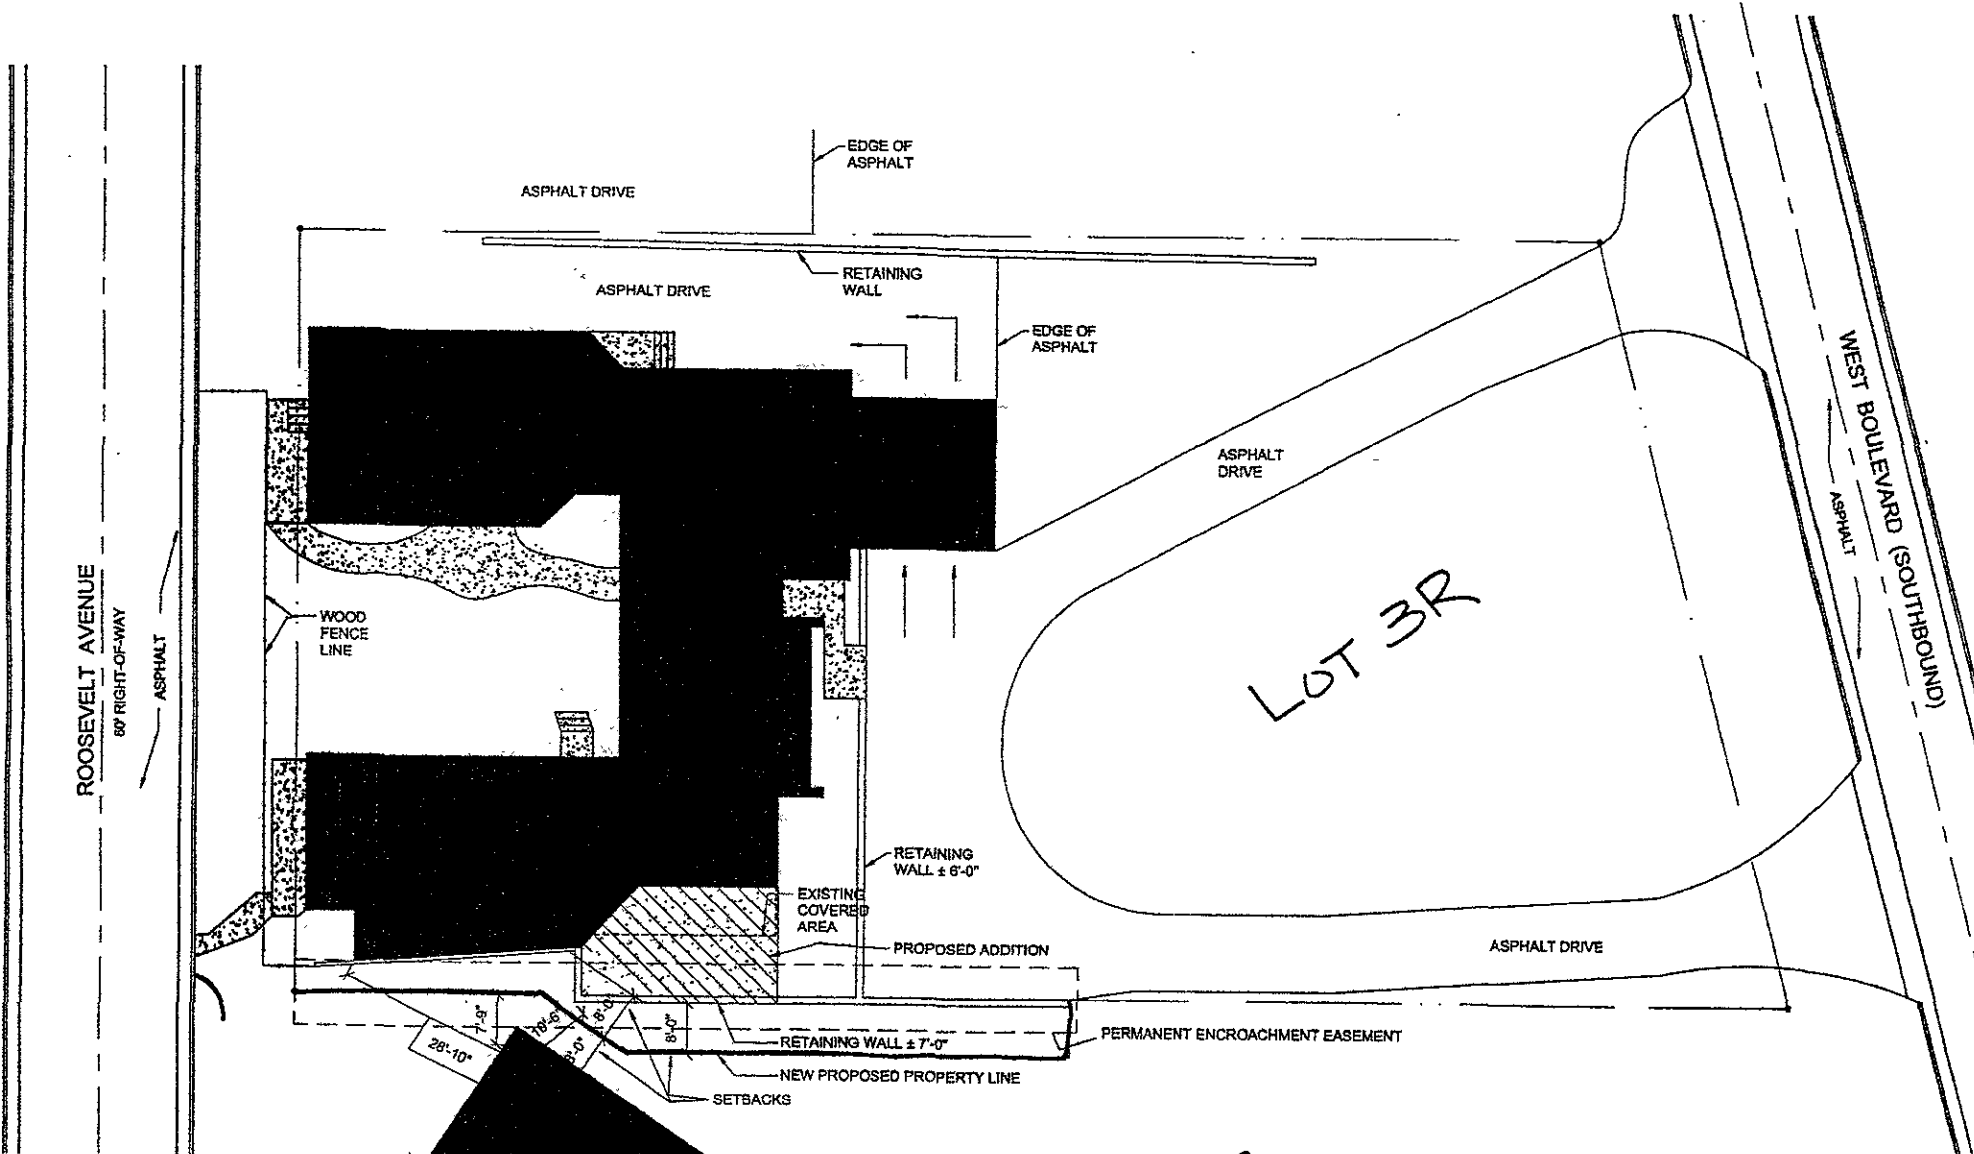 EDGE OF
ASPHALT
ASPHALT DRIVE
RETAINING
WALL
ASPHALT DRIVE
EDGE OF
ASPHALT
WEST BOULEVARD (SOUTHBOUND)
ASPHALT
ASPHALT
DRIVE
LOT 3R
ROOSEVELT AVENUE
60' RIGHT-OF-WAY
ASPHALT
WOOD
FENCE
LINE
RETAINING
WALL ± 6'-0"
EXISTING
COVERED
AREA
PROPOSED ADDITION
ASPHALT DRIVE
7'-9"
10'-6"
8'-0"
8'-0"
28'-10"
RETAINING WALL ± 7'-0"
PERMANENT ENCROACHMENT EASEMENT
NEW PROPOSED PROPERTY LINE
SETBACKS